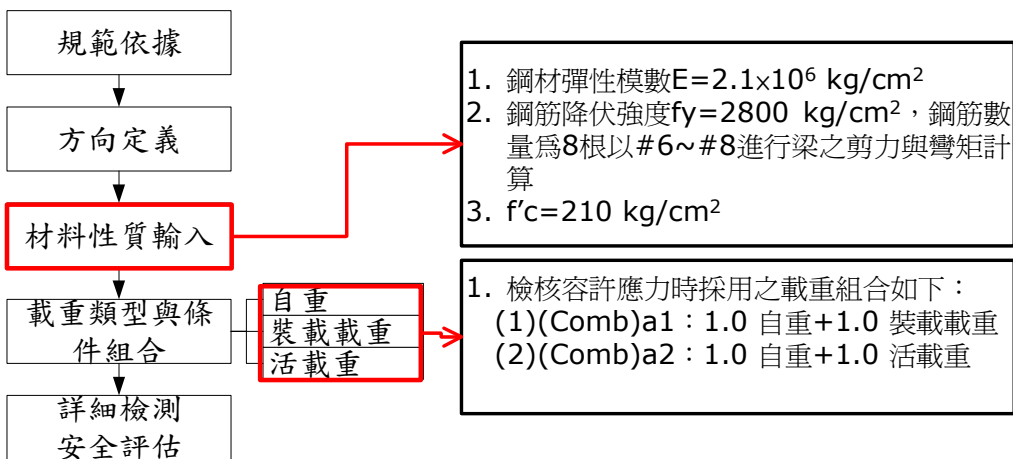 規範依據
方向定義
材料性質輸入
載重類型與條
件組合
詳細檢測
安全評估
自重
裝載載重
活載重
1. 鋼材彈性模數E=2.1x10⁶ kg/cm²
2. 鋼筋降伏強度fy=2800 kg/cm²，鋼筋數
量為8根以#6~#8進行梁之剪力與彎矩計
算
3. f’c=210 kg/cm²
1. 檢核容許應力時採用之載重組合如下：
(1)(Comb)a1：1.0 自重+1.0 裝載載重
(2)(Comb)a2：1.0 自重+1.0 活載重